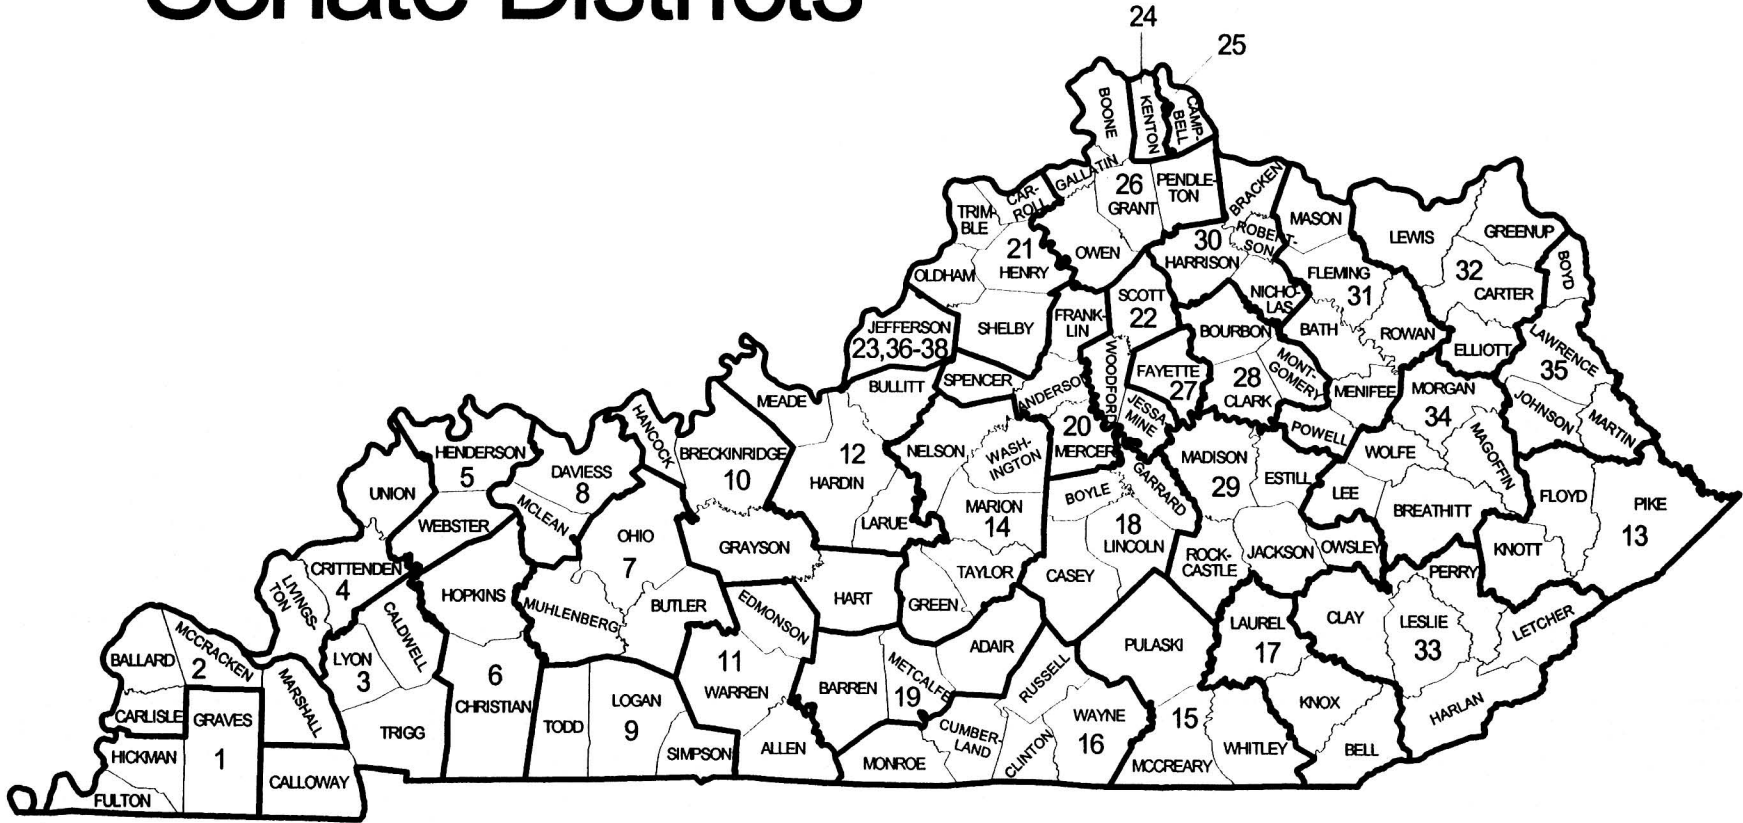 Senate Districts
24
25
BOONE
KENTON
CAMP-
BELL
GALLATIN
26
GRANT
PENDLE-
TON
BRACKEN
CAR-
ROLL
TRIM-
BLE
21
HENRY
OLDHAM
OWEN
30
HARRISON
ROBERT-
SON
MASON
LEWIS
GREENUP
32
CARTER
BOYD
FLEMING
31
NICHO-
LAS
SCOTT
22
FRANK-
LIN
SHELBY
JEFFERSON
23,36-38
BOURBON
BATH
ROWAN
ELLIOTT
LAWRENCE
35
WOODFORD
FAYETTE
27
28
CLARK
MONT-
GOMERY
MENIFEE
MORGAN
34
JOHNSON
MARTIN
MAGOFFIN
BULLITT
SPENCER
ANDERSON
JESSA-
MINE
20
MERCER
POWELL
WOLFE
MEADE
HANCOCK
BRECKINRIDGE
10
12
HARDIN
LARUE
NELSON
WASH-
INGTON
MARION
14
BOYLE
GARRARD
18
LINCOLN
MADISON
29
ESTILL
LEE
BREATHITT
FLOYD
PIKE
13
HENDERSON
5
UNION
WEBSTER
DAVIESS
8
MCLEAN
OHIO
7
GRAYSON
TAYLOR
CASEY
ROCK-
CASTLE
JACKSON
OWSLEY
PERRY
KNOTT
CRITTENDEN
4
LIVINGS-
TON
CALDWELL
HOPKINS
MUHLENBERG
BUTLER
EDMONSON
HART
GREEN
ADAIR
PULASKI
LAUREL
17
CLAY
LESLIE
33
LETCHER
BALLARD
2
MCCRACKEN
MARSHALL
LYON
3
6
CHRISTIAN
11
WARREN
BARREN
METCALFE
19
RUSSELL
KNOX
HARLAN
CARLISLE
GRAVES
1
TRIGG
TODD
LOGAN
9
SIMPSON
ALLEN
CUMBER-
LAND
CLINTON
WAYNE
16
15
WHITLEY
BELL
HICKMAN
FULTON
CALLOWAY
MONROE
MCCREARY